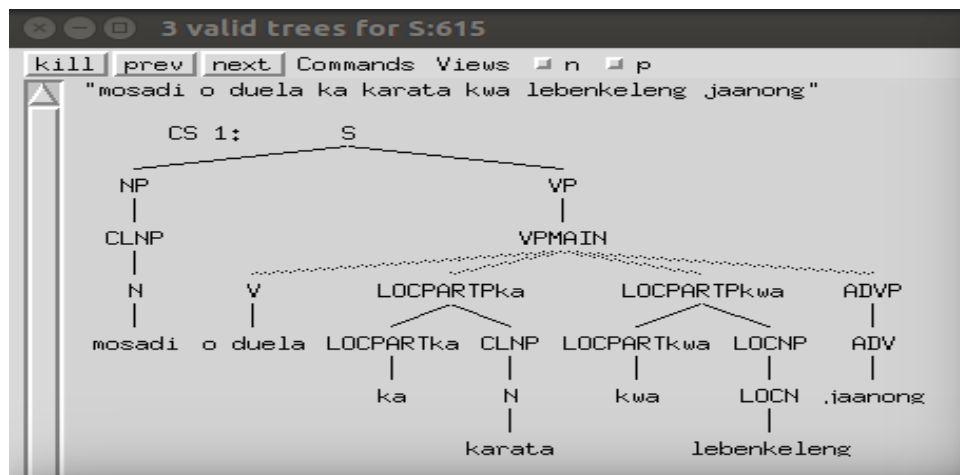 3 valid trees for S:615
kill prev next Commands Views n p
"mosadi o duela ka karata kwa lebenkeleng jaanong"
CS 1: S
NP VP
CLNP VPMAIN
N V LOCPARTPka LOCPARTPkwa ADVP
mosadi o duela LOCPARTka CLNP LOCPARTkwa LOCNP ADV
ka N kwa LOCN jaanong
karata lebenkeleng